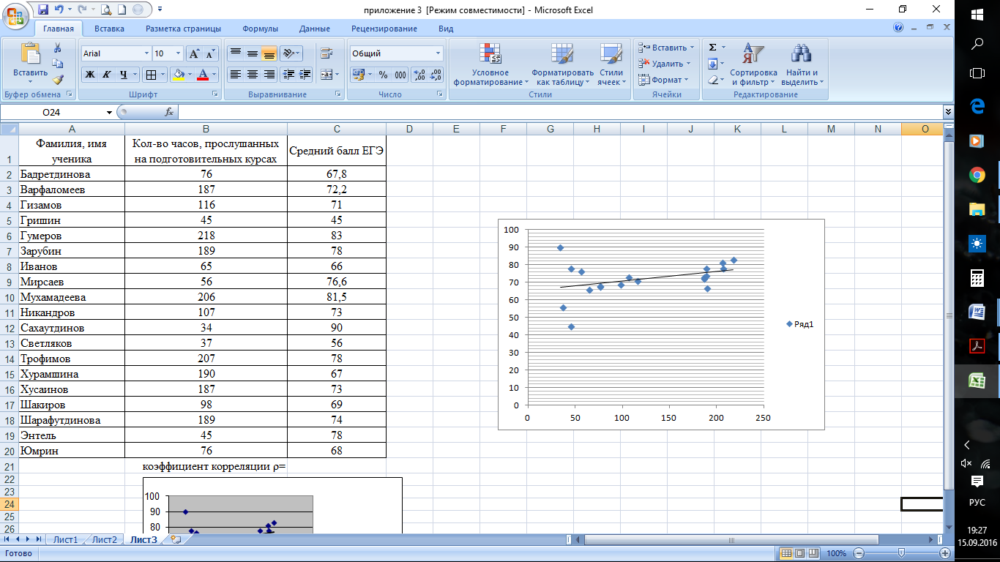 приложение 3 [Режим совместимости] - Microsoft Excel
Главная Вставка Разметка страницы Формулы Данные Рецензирование Вид
Вставить
Буфер обмена
Arial 10
Ж К Ч
Шрифт
Выравнивание
Общий
% 000
Число
Условное форматирование
Форматировать как таблицу
Стили ячеек
Стили
Вставить
Удалить
Формат
Ячейки
Σ
Сортировка и фильтр
Найти и выделить
Редактирование
O24 fx
A B C D E F G H I J K L M N O
1 Фамилия, имя ученика Кол-во часов, прослушанных на подготовительных курсах Средний балл ЕГЭ
2 Бадретдинова 76 67,8
3 Варфаломеев 187 72,2
4 Гизамов 116 71
5 Гришин 45 45
6 Гумеров 218 83
7 Зарубин 189 78
8 Иванов 65 66
9 Мирсаев 56 76,6
10 Мухамадеева 206 81,5
11 Никандров 107 73
12 Сахаутдинов 34 90
13 Светляков 37 56
14 Трофимов 207 78
15 Хурамшина 190 67
16 Хусаинов 187 73
17 Шакиров 98 69
18 Шарафутдинова 189 74
19 Энтель 45 78
20 Юмрин 76 68
21 коэффициент корреляции ρ=
22
23
24
25
26
100
90
80
70
60
50
40
30
20
10
0
0 50 100 150 200 250
Ряд1
100
90
80
Лист1 Лист2 Лист3
Готово
100%
РУС
19:27
15.09.2016